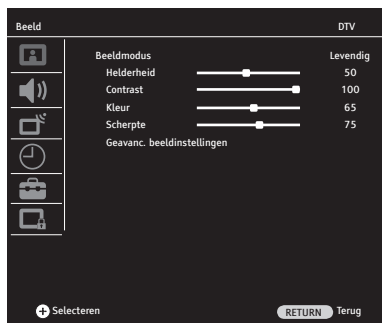 Beeld DTV
Beeldmodus Levendig
Helderheid 50
Contrast 100
Kleur 65
Scherpte 75
Geavanc. beeldinstellingen
Selecteren RETURN Terug